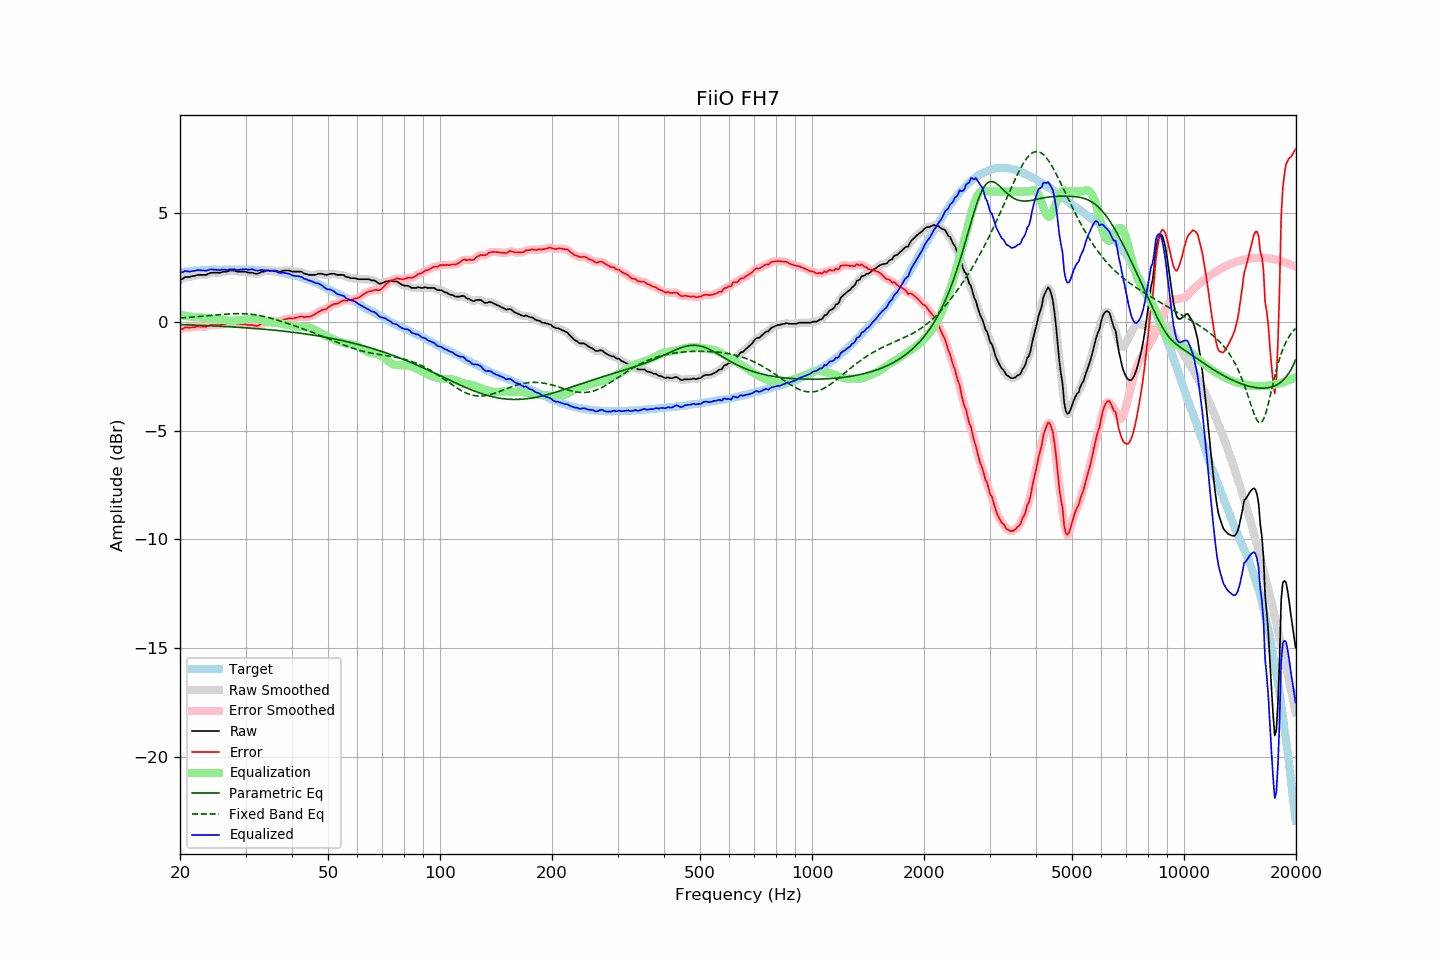 FiiO FH7
Amplitude (dBr)
5
0
−5
−10
−15
−20
Target
Raw Smoothed
Error Smoothed
Raw
Error
Equalization
Parametric Eq
Fixed Band Eq
Equalized
20 50 100 200 500 1000 2000 5000 10000 20000
Frequency (Hz)